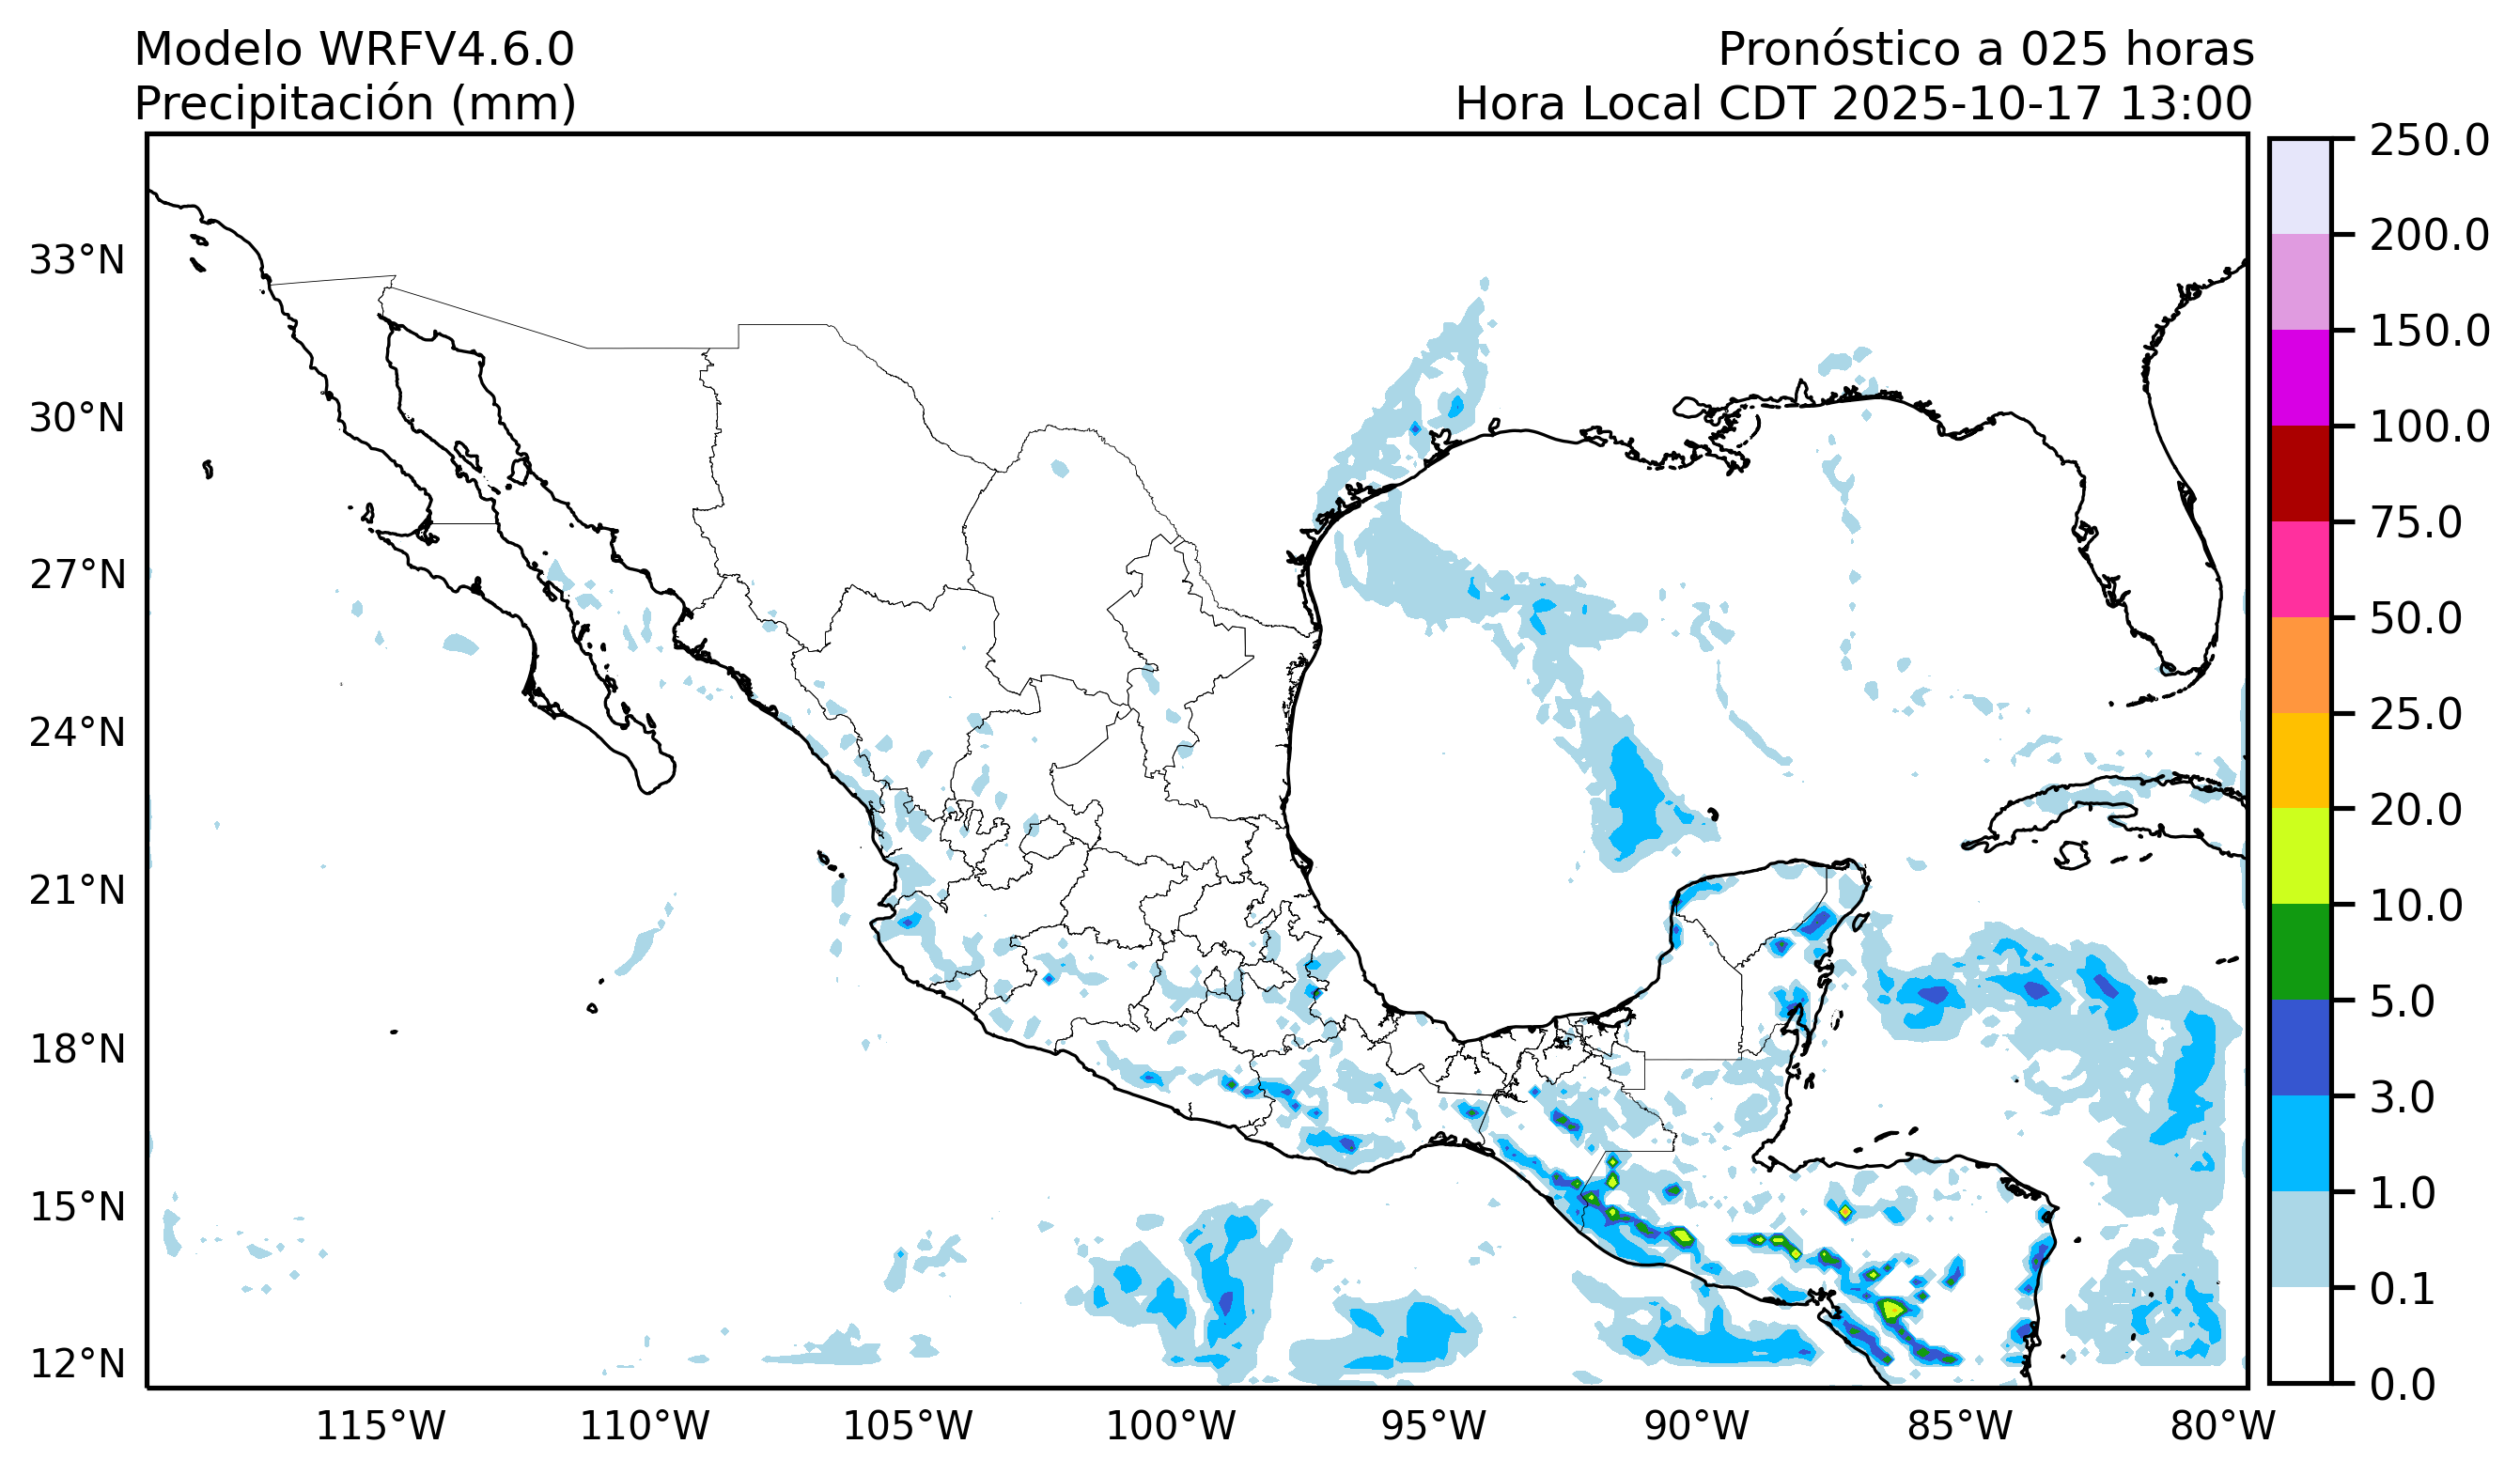 Modelo WRFV4.6.0
Precipitación (mm)
Pronóstico a 025 horas
Hora Local CDT 2025-10-17 13:00
33°N
30°N
27°N
24°N
21°N
18°N
15°N
12°N
115°W
110°W
105°W
100°W
95°W
90°W
85°W
80°W
250.0
200.0
150.0
100.0
75.0
50.0
25.0
20.0
10.0
5.0
3.0
1.0
0.1
0.0